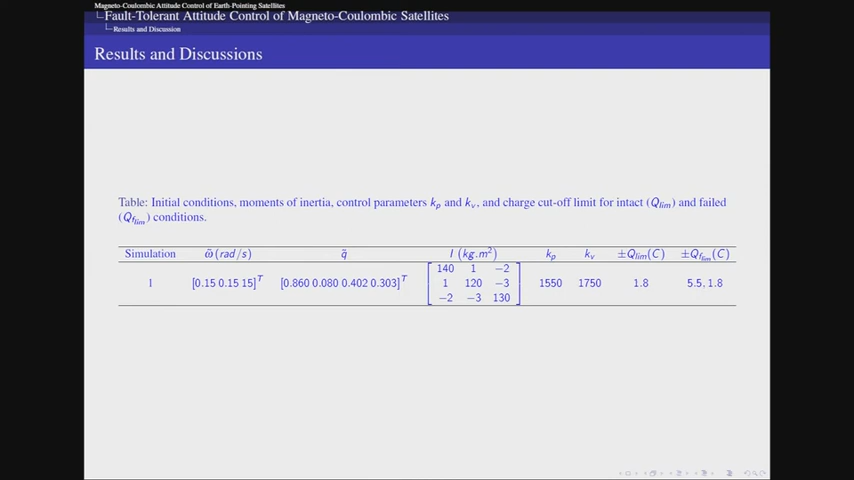 Magneto-Coulombic Attitude Control of Earth-Pointing Satellites
Fault-Tolerant Attitude Control of Magneto-Coulombic Satellites
Results and Discussion
Results and Discussions
Table: Initial conditions, moments of inertia, control parameters k_p and k_v, and charge cut-off limit for intact (Q_lim) and failed
(Q_f_lim) conditions.
Simulation ω̃ (rad/s) q̃ I (kg.m²) k_p k_v ±Q_lim(C) ±Q_f_lim(C)
140 1 −2
1 [0.15 0.15 15]^T [0.860 0.080 0.402 0.303]^T 1 120 −3 1550 1750 1.8 5.5, 1.8
−2 −3 130